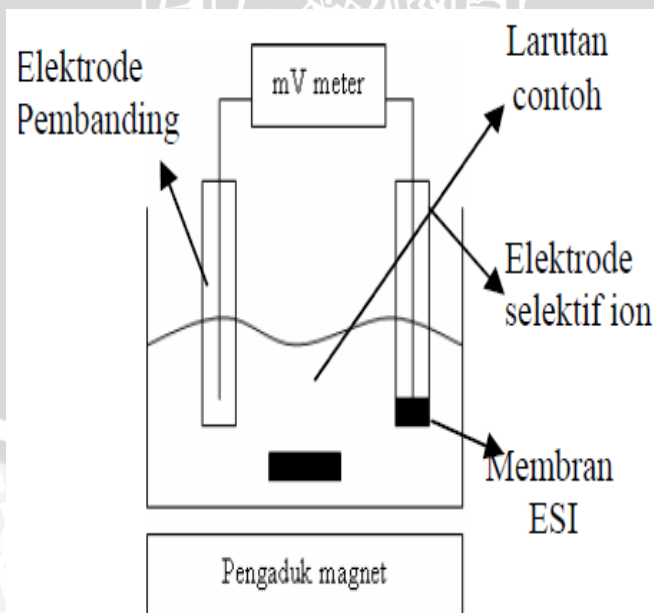 Elektrode
Pembanding
mV meter
Larutan
contoh
Elektrode
selektif ion
Membran
ESI
Pengaduk magnet